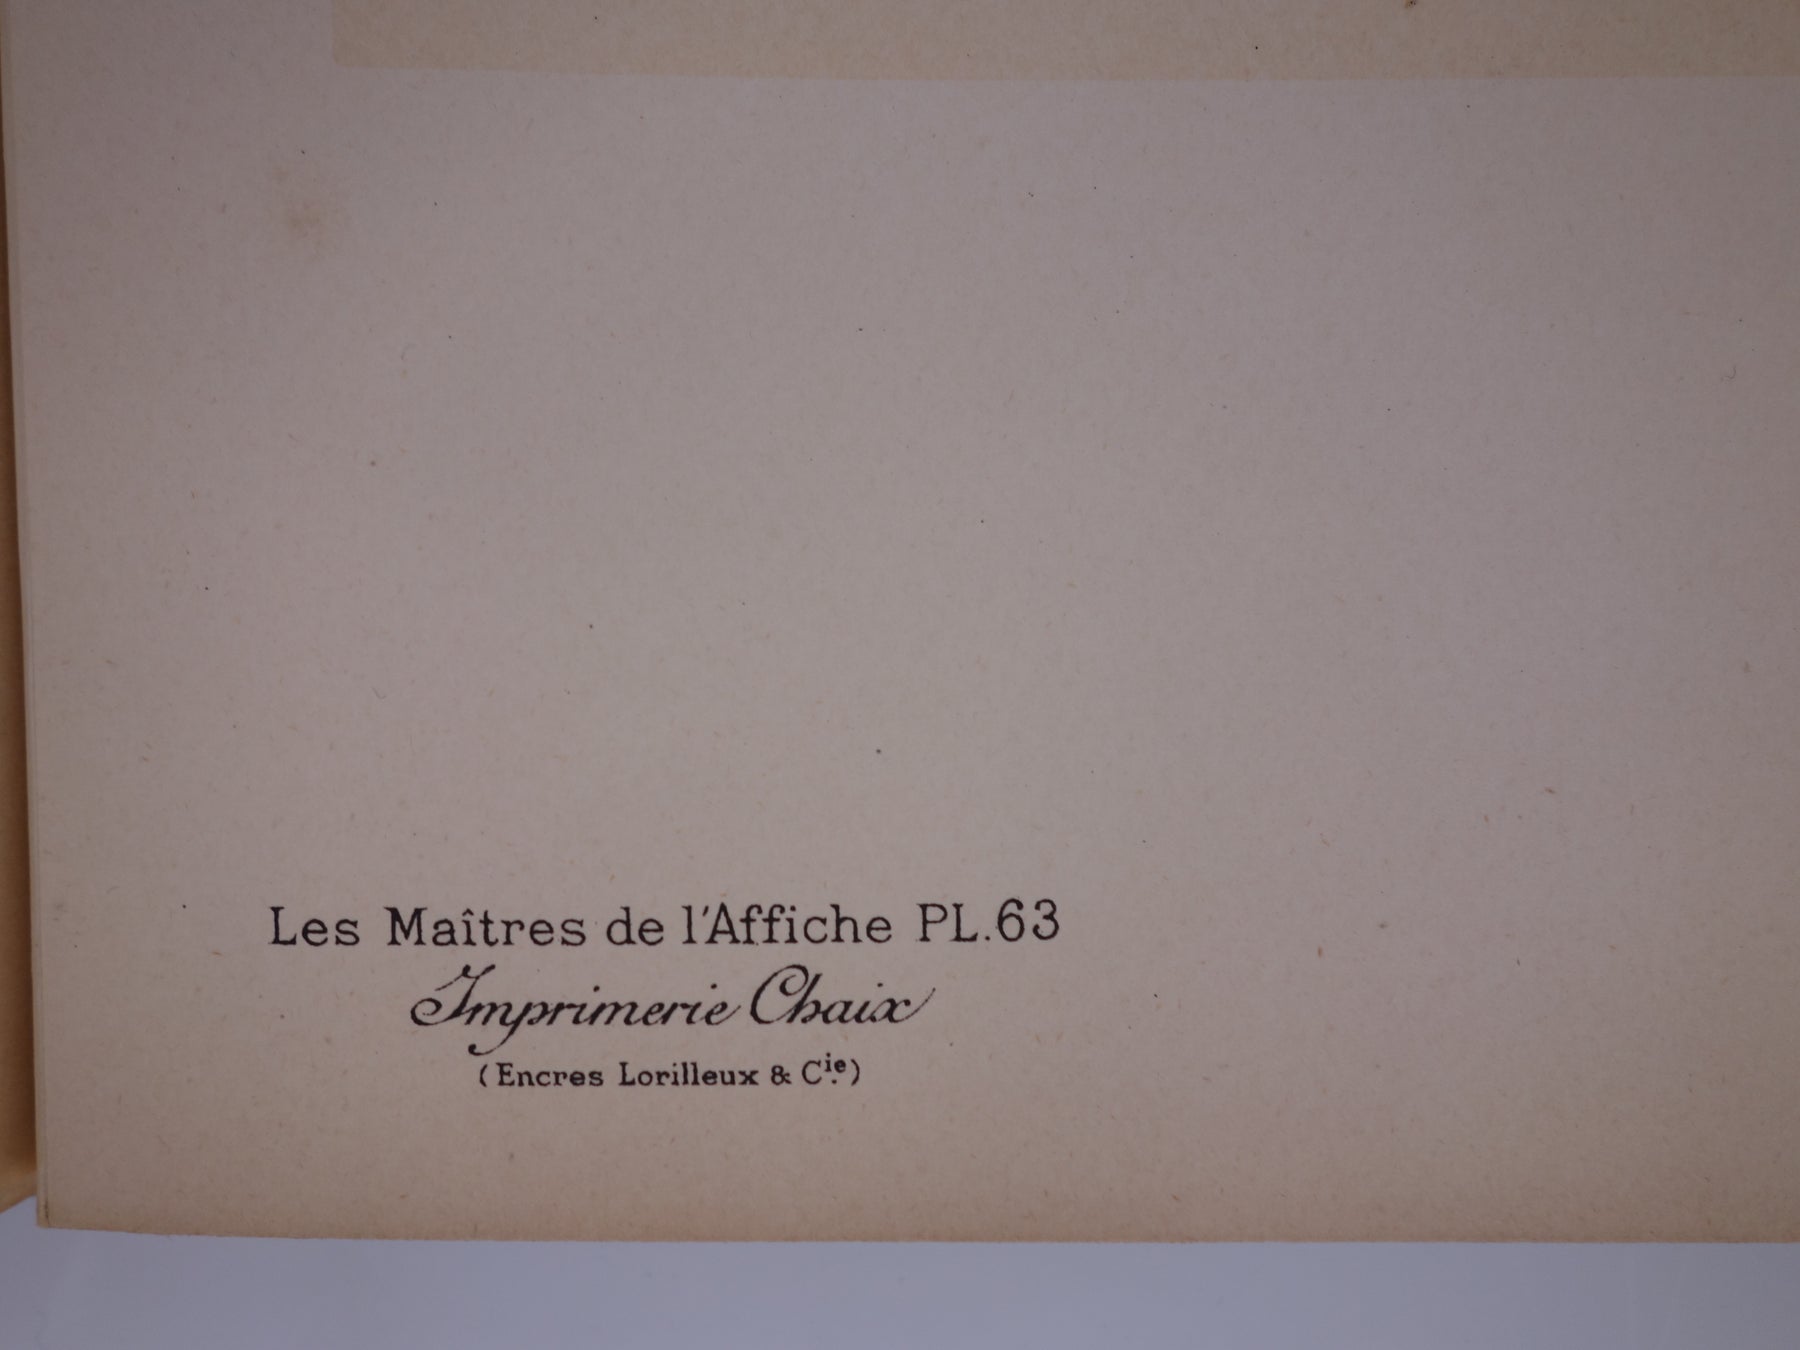 Les Maîtres de l'Affiche PL.63
Imprimerie Chaix
(Encres Lorilleux & Cie.)